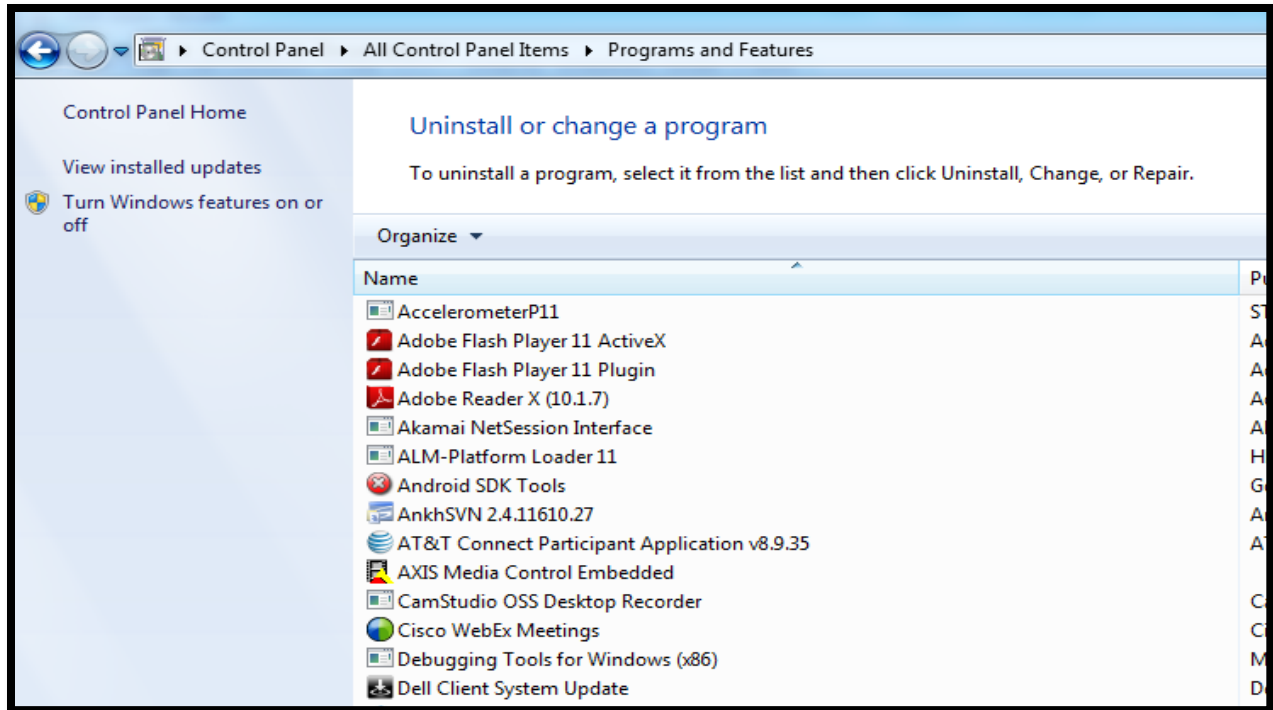 Control Panel ▸ All Control Panel Items ▸ Programs and Features
Control Panel Home
View installed updates
Turn Windows features on or
off
Uninstall or change a program
To uninstall a program, select it from the list and then click Uninstall, Change, or Repair.
Organize
Name
AccelerometerP11
Adobe Flash Player 11 ActiveX
Adobe Flash Player 11 Plugin
Adobe Reader X (10.1.7)
Akamai NetSession Interface
ALM-Platform Loader 11
Android SDK Tools
AnkhSVN 2.4.11610.27
AT&T Connect Participant Application v8.9.35
AXIS Media Control Embedded
CamStudio OSS Desktop Recorder
Cisco WebEx Meetings
Debugging Tools for Windows (x86)
Dell Client System Update